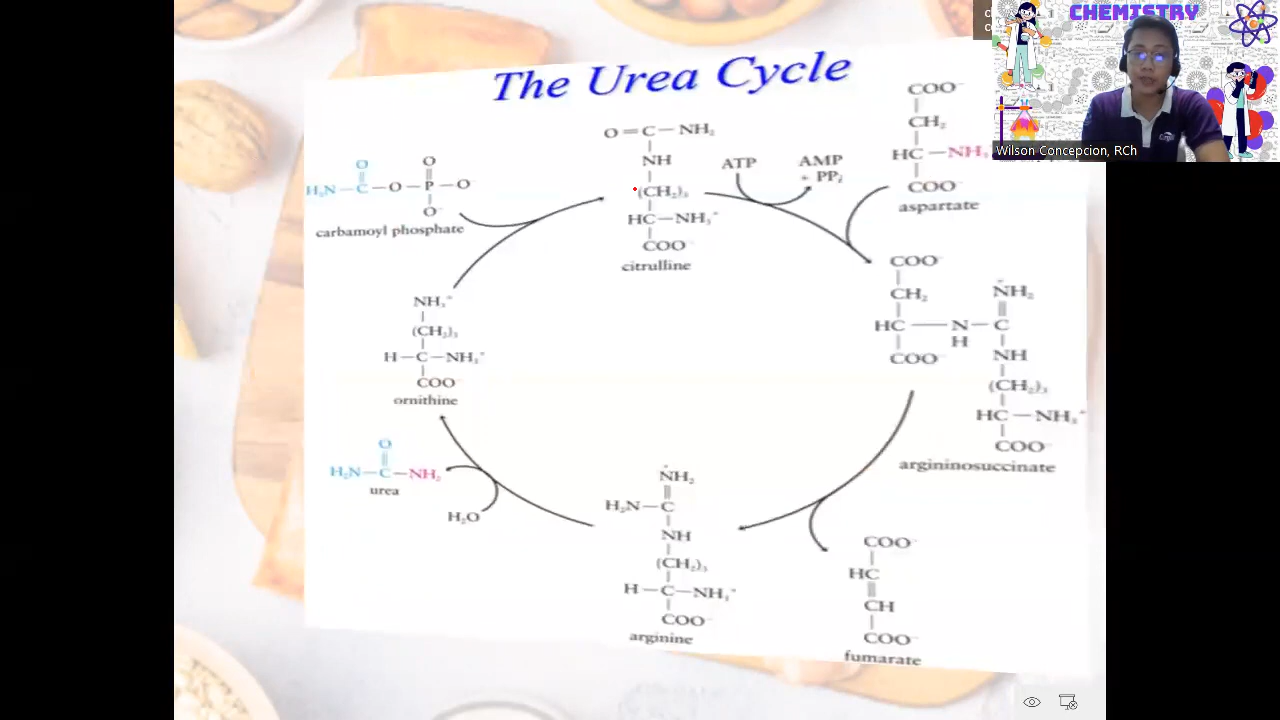 CHEMISTRY
Wilson Concepcion, RCh
The Urea Cycle
O=C—NH₂
NH
(CH₂)₃
HC—NH₃⁺
COO⁻
citrulline
ATP
AMP
+ PPᵢ
COO⁻
CH₂
HC—NH₃
COO⁻
aspartate
O O
H₂N—C—O—P—O
O⁻
carbamoyl phosphate
NH₃⁺
(CH₂)₃
H—C—NH₃⁺
COO⁻
ornithine
COO⁻
CH₂
HC—N—C
H
COO⁻
NH₂
NH
(CH₂)₃
HC—NH₃⁺
COO⁻
argininosuccinate
O
H₂N—C—NH₂
urea
H₂O
NH₂
H₂N—C
NH
(CH₂)₃
H—C—NH₃⁺
COO⁻
arginine
COO⁻
HC
CH
COO⁻
fumarate